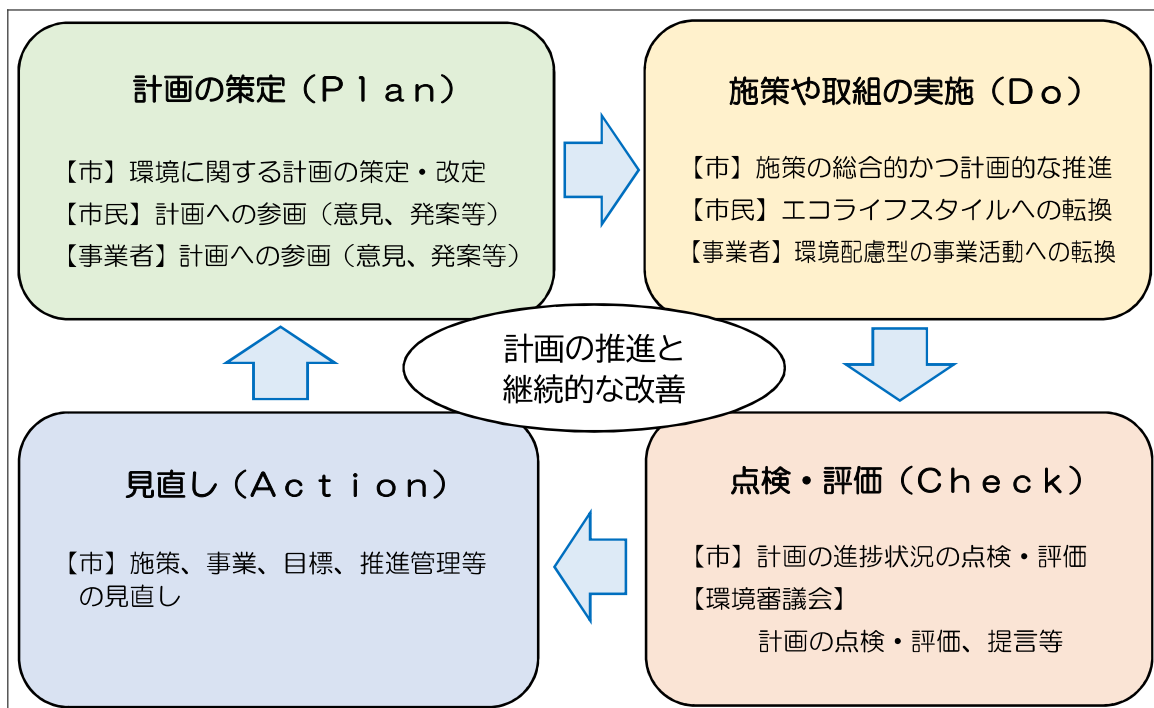 計画の策定（Ｐｌａｎ）
【市】環境に関する計画の策定・改定
【市民】計画への参画（意見、発案等）
【事業者】計画への参画（意見、発案等）
施策や取組の実施（Ｄｏ）
【市】施策の総合的かつ計画的な推進
【市民】エコライフスタイルへの転換
【事業者】環境配慮型の事業活動への転換
計画の推進と
継続的な改善
見直し（Ａｃｔｉｏｎ）
【市】施策、事業、目標、推進管理等
の見直し
点検・評価（Ｃｈｅｃｋ）
【市】計画の進捗状況の点検・評価
【環境審議会】
計画の点検・評価、提言等